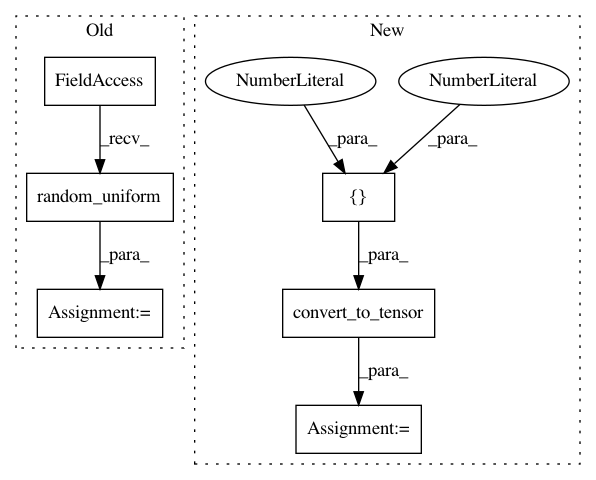 Old
New
FieldAccess
NumberLiteral
NumberLiteral
_recv_
_para_
_para_
random_uniform
{}
_para_
_para_
Assignment:=
convert_to_tensor
_para_
Assignment:=